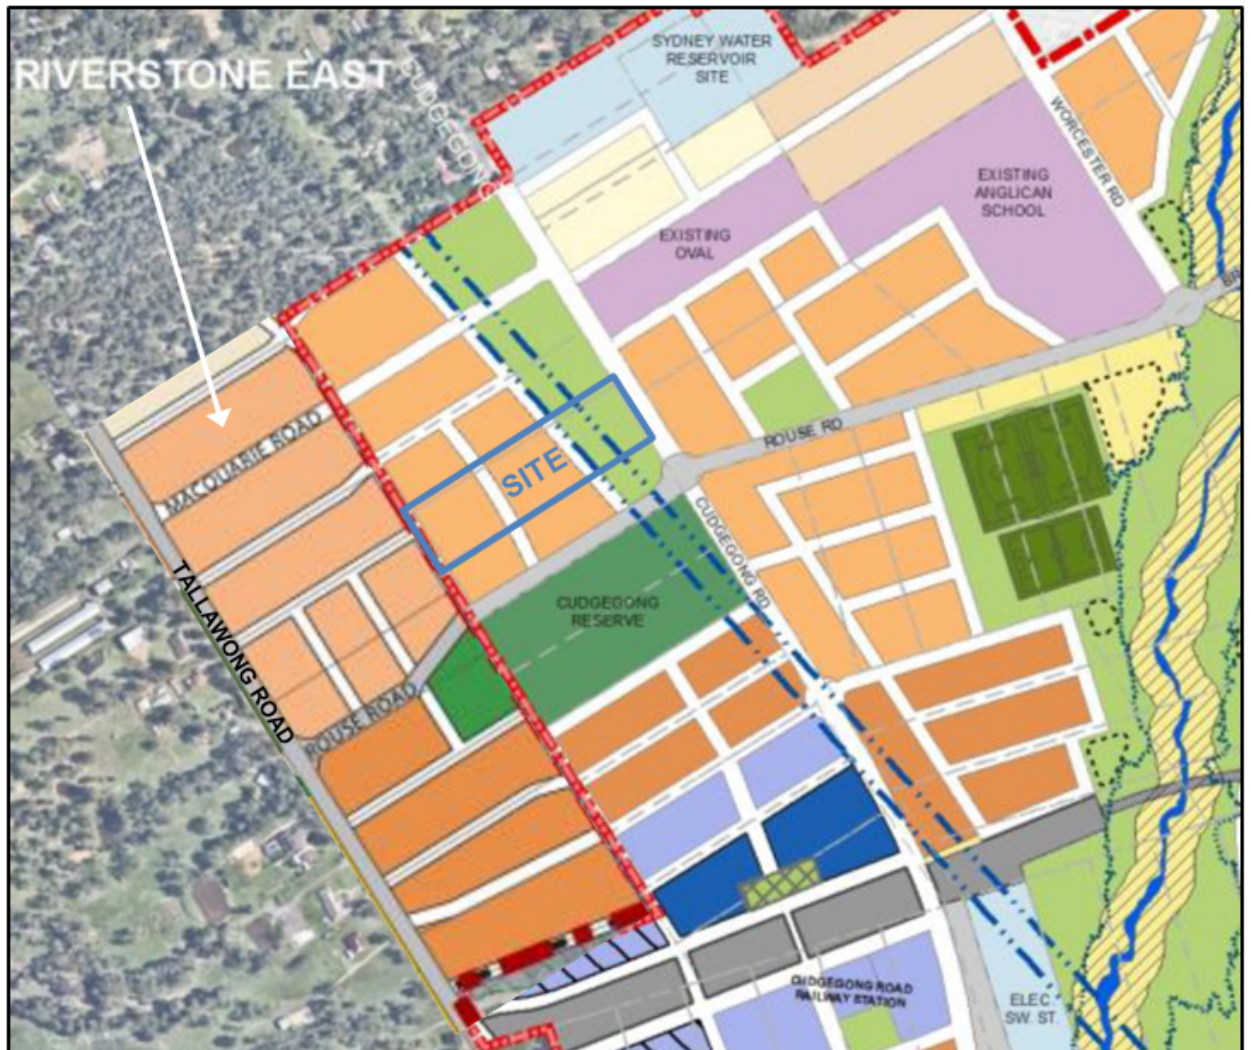 SYDNEY WATER
RESERVOIR
SITE
RIVERSTONE EAST
CUDGEGONG
WORCESTER RD
EXISTING
ANGLICAN
SCHOOL
EXISTING
OVAL
MACQUARIE ROAD
ROUSE RD
SITE
CUDGEGONG RD
CUDGEGONG
RESERVE
TALLAWONG ROAD
ROUSE ROAD
CUDGEGONG ROAD
RAILWAY STATION
ELEC.
SW. ST.